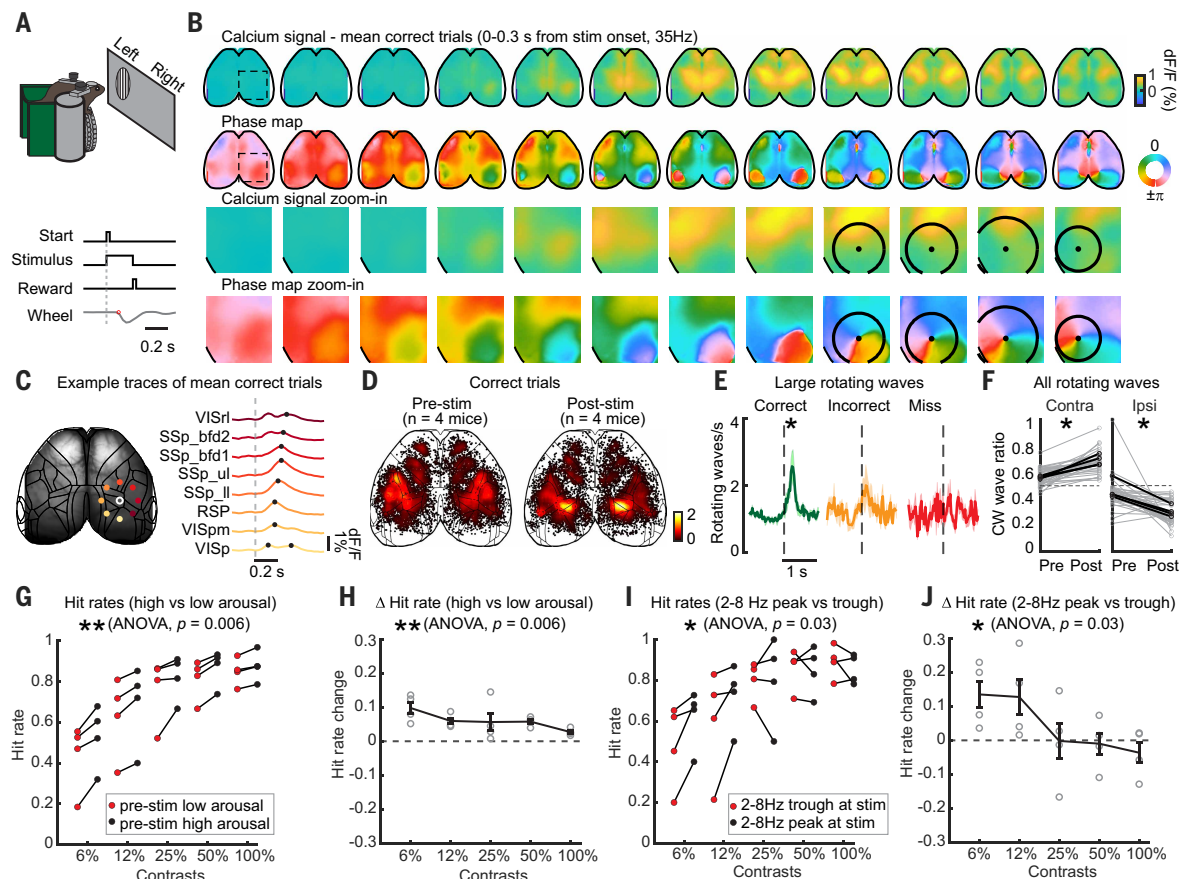 A
Left
Right
Start
Stimulus
Reward
Wheel
0.2 s
B
Calcium signal - mean correct trials (0-0.3 s from stim onset, 35Hz)
1
0
dF/F (%)
Phase map
0
±π
Calcium signal zoom-in
Phase map zoom-in
C
Example traces of mean correct trials
VISrl
SSp_bfd2
SSp_bfd1
SSp_ul
SSp_ll
RSP
VISpm
VISp
0.2 s
dF/F
1%
D
Correct trials
Pre-stim
(n = 4 mice)
Post-stim
(n = 4 mice)
2
0
E
Large rotating waves
Correct
Incorrect
Miss
*
Rotating waves/s
4
2
0
1 s
F
All rotating waves
Contra
Ipsi
*
*
CW wave ratio
1
0.8
0.6
0.4
0.2
0
Pre
Post
Pre
Post
G
Hit rates (high vs low arousal)
** (ANOVA, p = 0.006)
Hit rate
1
0.8
0.6
0.4
0.2
0
pre-stim low arousal
pre-stim high arousal
6%
12%
25%
50%
100%
Contrasts
H
Δ Hit rate (high vs low arousal)
** (ANOVA, p = 0.006)
Hit rate change
0.3
0.2
0.1
0
-0.1
-0.3
6%
12%
25%
50%
100%
Contrasts
I
Hit rates (2-8 Hz peak vs trough)
* (ANOVA, p = 0.03)
Hit rate
1
0.8
0.6
0.4
0.2
0
2-8Hz trough at stim
2-8Hz peak at stim
6%
12%
25%
50%
100%
Contrasts
J
Δ Hit rate (2-8Hz peak vs trough)
* (ANOVA, p = 0.03)
Hit rate change
0.3
0.2
0.1
0
-0.1
-0.3
6%
12%
25%
50%
100%
Contrasts